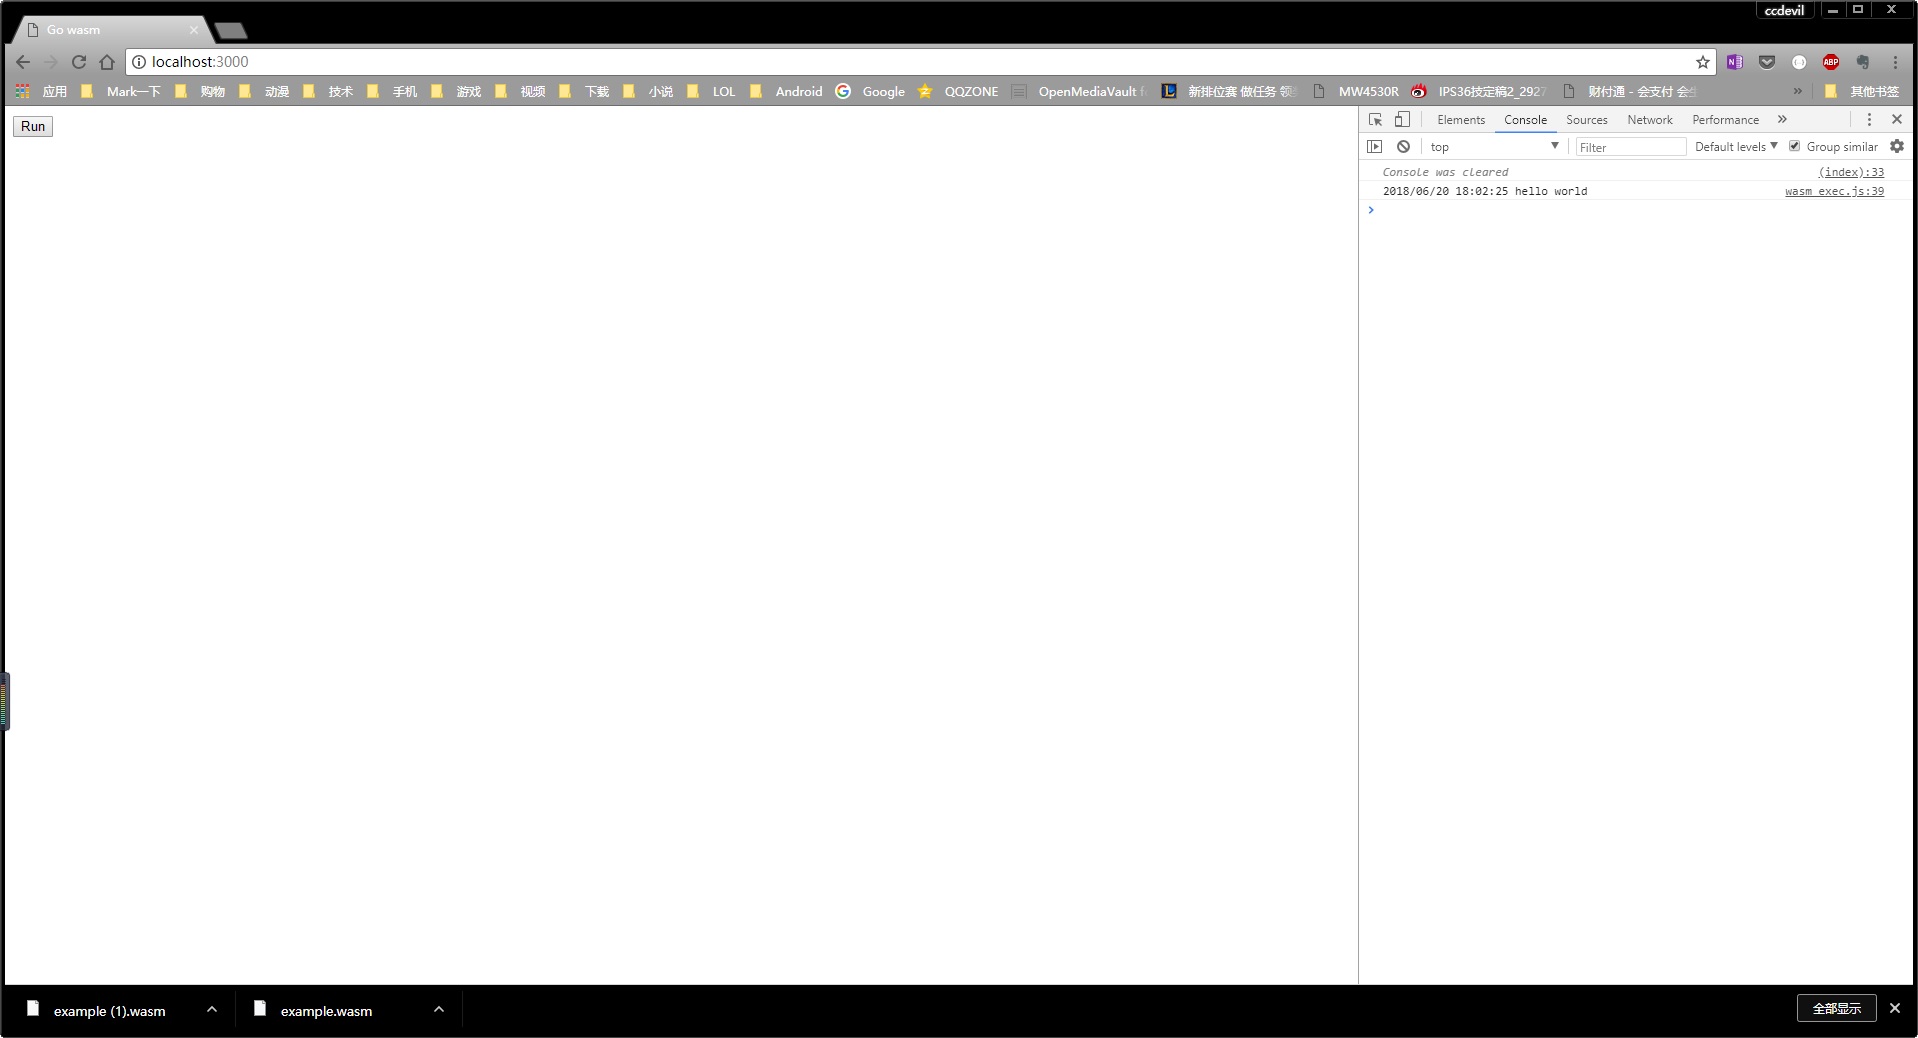 ccdevil
Go wasm
localhost:3000
应用 Mark一下 购物 动漫 技术 手机 游戏 视频 下载 小说 LOL Android Google QQZONE OpenMediaVault 新排位赛 做任务 领 MW4530R IPS36技定稿2_2927 财付通 - 会支付 会 » 其他书签
Run
Elements Console Sources Network Performance »
top Filter Default levels Group similar
Console was cleared (index):33
2018/06/20 18:02:25 hello world wasm_exec.js:39
example (1).wasm example.wasm 全部显示